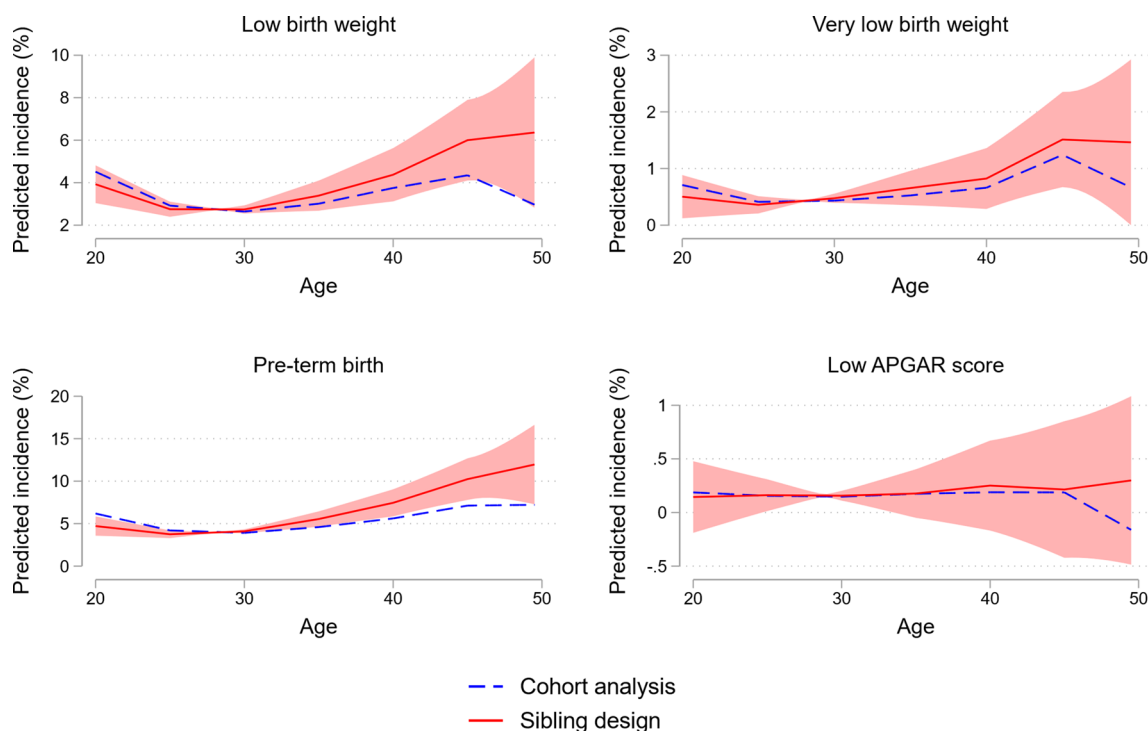 Low birth weight
Predicted incidence (%)
10
8
6
4
2
20 30 40 50
Age
Very low birth weight
Predicted incidence (%)
3
2
1
0
20 30 40 50
Age
Pre-term birth
Predicted incidence (%)
20
15
10
5
0
20 30 40 50
Age
Low APGAR score
Predicted incidence (%)
1
.5
0
-.5
20 30 40 50
Age
Cohort analysis
Sibling design